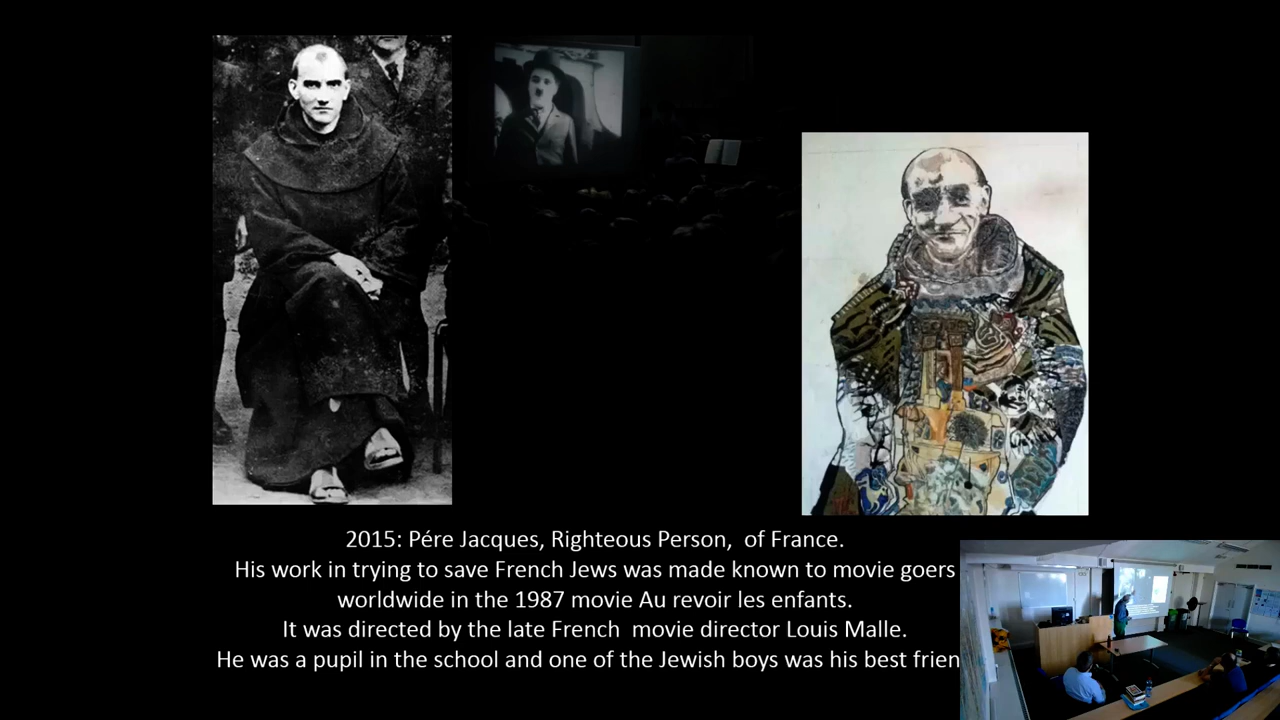 2015: Pére Jacques, Righteous Person, of France.
His work in trying to save French Jews was made known to movie goers
worldwide in the 1987 movie Au revoir les enfants.
It was directed by the late French movie director Louis Malle.
He was a pupil in the school and one of the Jewish boys was his best frien